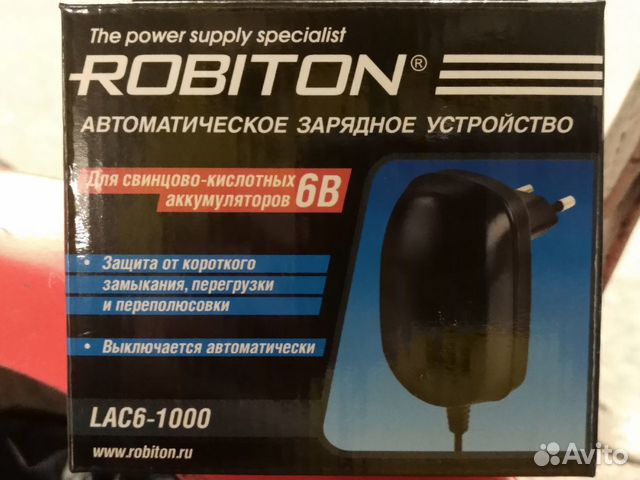 The power supply specialist
ROBITON®
АВТОМАТИЧЕСКОЕ ЗАРЯДНОЕ УСТРОЙСТВО
Для свинцово-кислотных
аккумуляторов 6В
• Защита от короткого
замыкания, перегрузки
и переполюсовки
• Выключается автоматически
LAC6-1000
www.robiton.ru
Avito